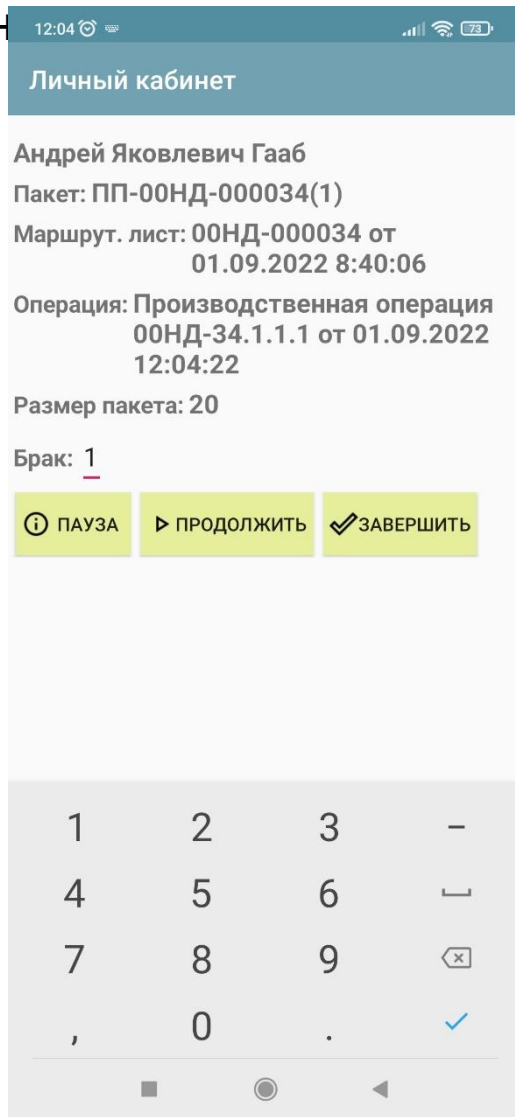 12:04
73
Личный кабинет
Андрей Яковлевич Гааб
Пакет: ПП-00НД-000034(1)
Маршрут. лист: 00НД-000034 от
01.09.2022 8:40:06
Операция: Производственная операция
00НД-34.1.1.1 от 01.09.2022
12:04:22
Размер пакета: 20
Брак: 1
ПАУЗА ПРОДОЛЖИТЬ ЗАВЕРШИТЬ
1 2 3 –
4 5 6
7 8 9
, 0 .